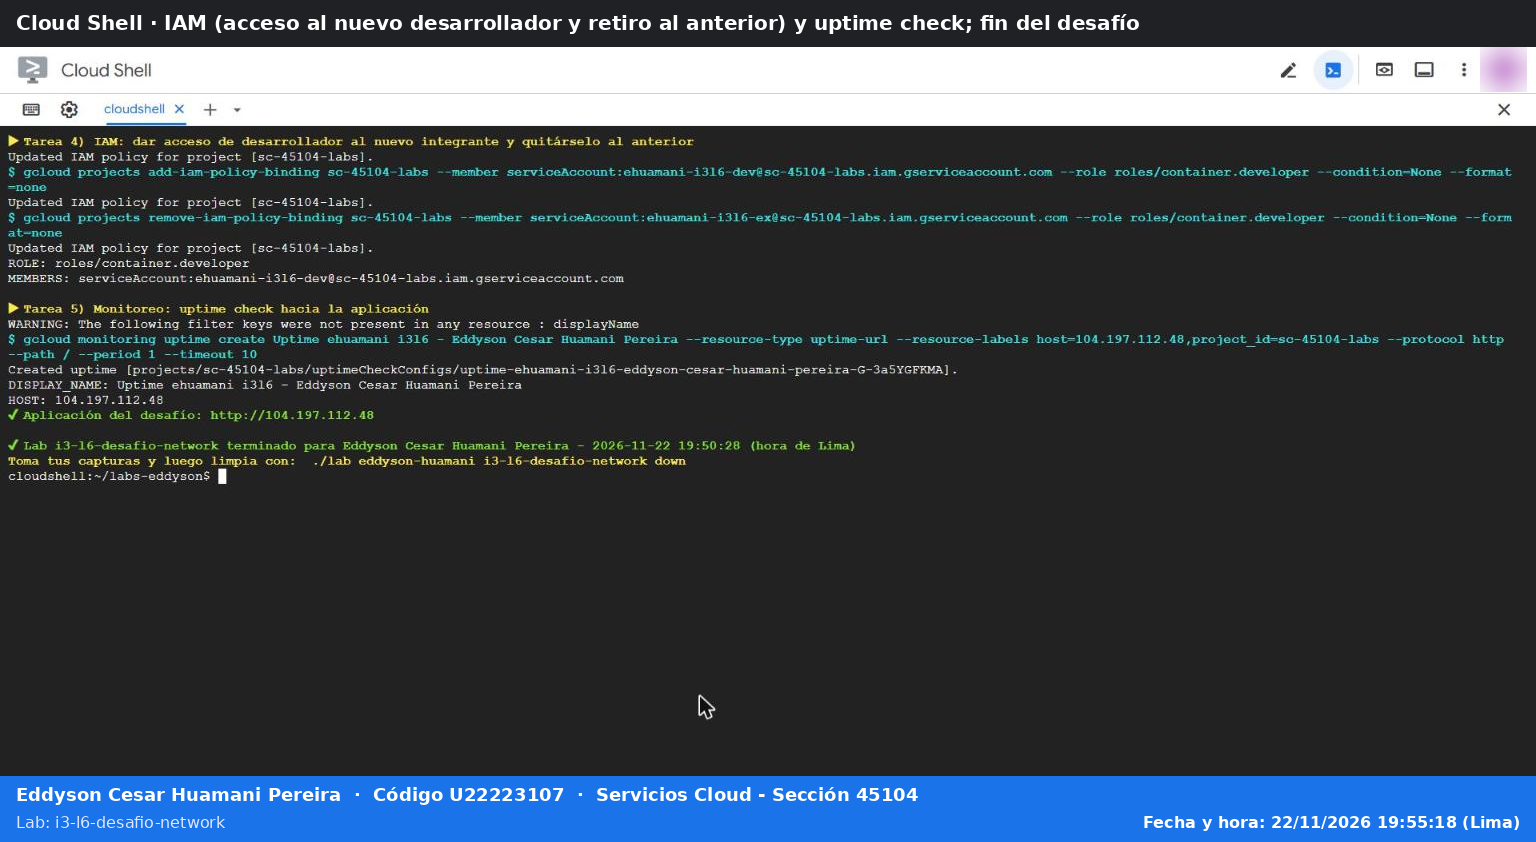 Cloud Shell · IAM (acceso al nuevo desarrollador y retiro al anterior) y uptime check; fin del desafío
Cloud Shell
cloudshell
▶ Tarea 4) IAM: dar acceso de desarrollador al nuevo integrante y quitárselo al anterior
Updated IAM policy for project [sc-45104-labs].
$ gcloud projects add-iam-policy-binding sc-45104-labs --member serviceAccount:ehuamani-i3l6-dev@sc-45104-labs.iam.gserviceaccount.com --role roles/container.developer --condition=None --format
=none
Updated IAM policy for project [sc-45104-labs].
$ gcloud projects remove-iam-policy-binding sc-45104-labs --member serviceAccount:ehuamani-i3l6-ex@sc-45104-labs.iam.gserviceaccount.com --role roles/container.developer --condition=None --form
at=none
Updated IAM policy for project [sc-45104-labs].
ROLE: roles/container.developer
MEMBERS: serviceAccount:ehuamani-i3l6-dev@sc-45104-labs.iam.gserviceaccount.com
▶ Tarea 5) Monitoreo: uptime check hacia la aplicación
WARNING: The following filter keys were not present in any resource : displayName
$ gcloud monitoring uptime create Uptime ehuamani i3l6 - Eddyson Cesar Huamani Pereira --resource-type uptime-url --resource-labels host=104.197.112.48,project_id=sc-45104-labs --protocol http
--path / --period 1 --timeout 10
Created uptime [projects/sc-45104-labs/uptimeCheckConfigs/uptime-ehuamani-i3l6-eddyson-cesar-huamani-pereira-G-3a5YGFKMA].
DISPLAY_NAME: Uptime ehuamani i3l6 - Eddyson Cesar Huamani Pereira
HOST: 104.197.112.48
✔ Aplicación del desafío: http://104.197.112.48
✔ Lab i3-l6-desafio-network terminado para Eddyson Cesar Huamani Pereira - 2026-11-22 19:50:28 (hora de Lima)
Toma tus capturas y luego limpia con:  ./lab eddyson-huamani i3-l6-desafio-network down
cloudshell:~/labs-eddyson$
Eddyson Cesar Huamani Pereira · Código U22223107 · Servicios Cloud - Sección 45104
Lab: i3-l6-desafio-network
Fecha y hora: 22/11/2026 19:55:18 (Lima)